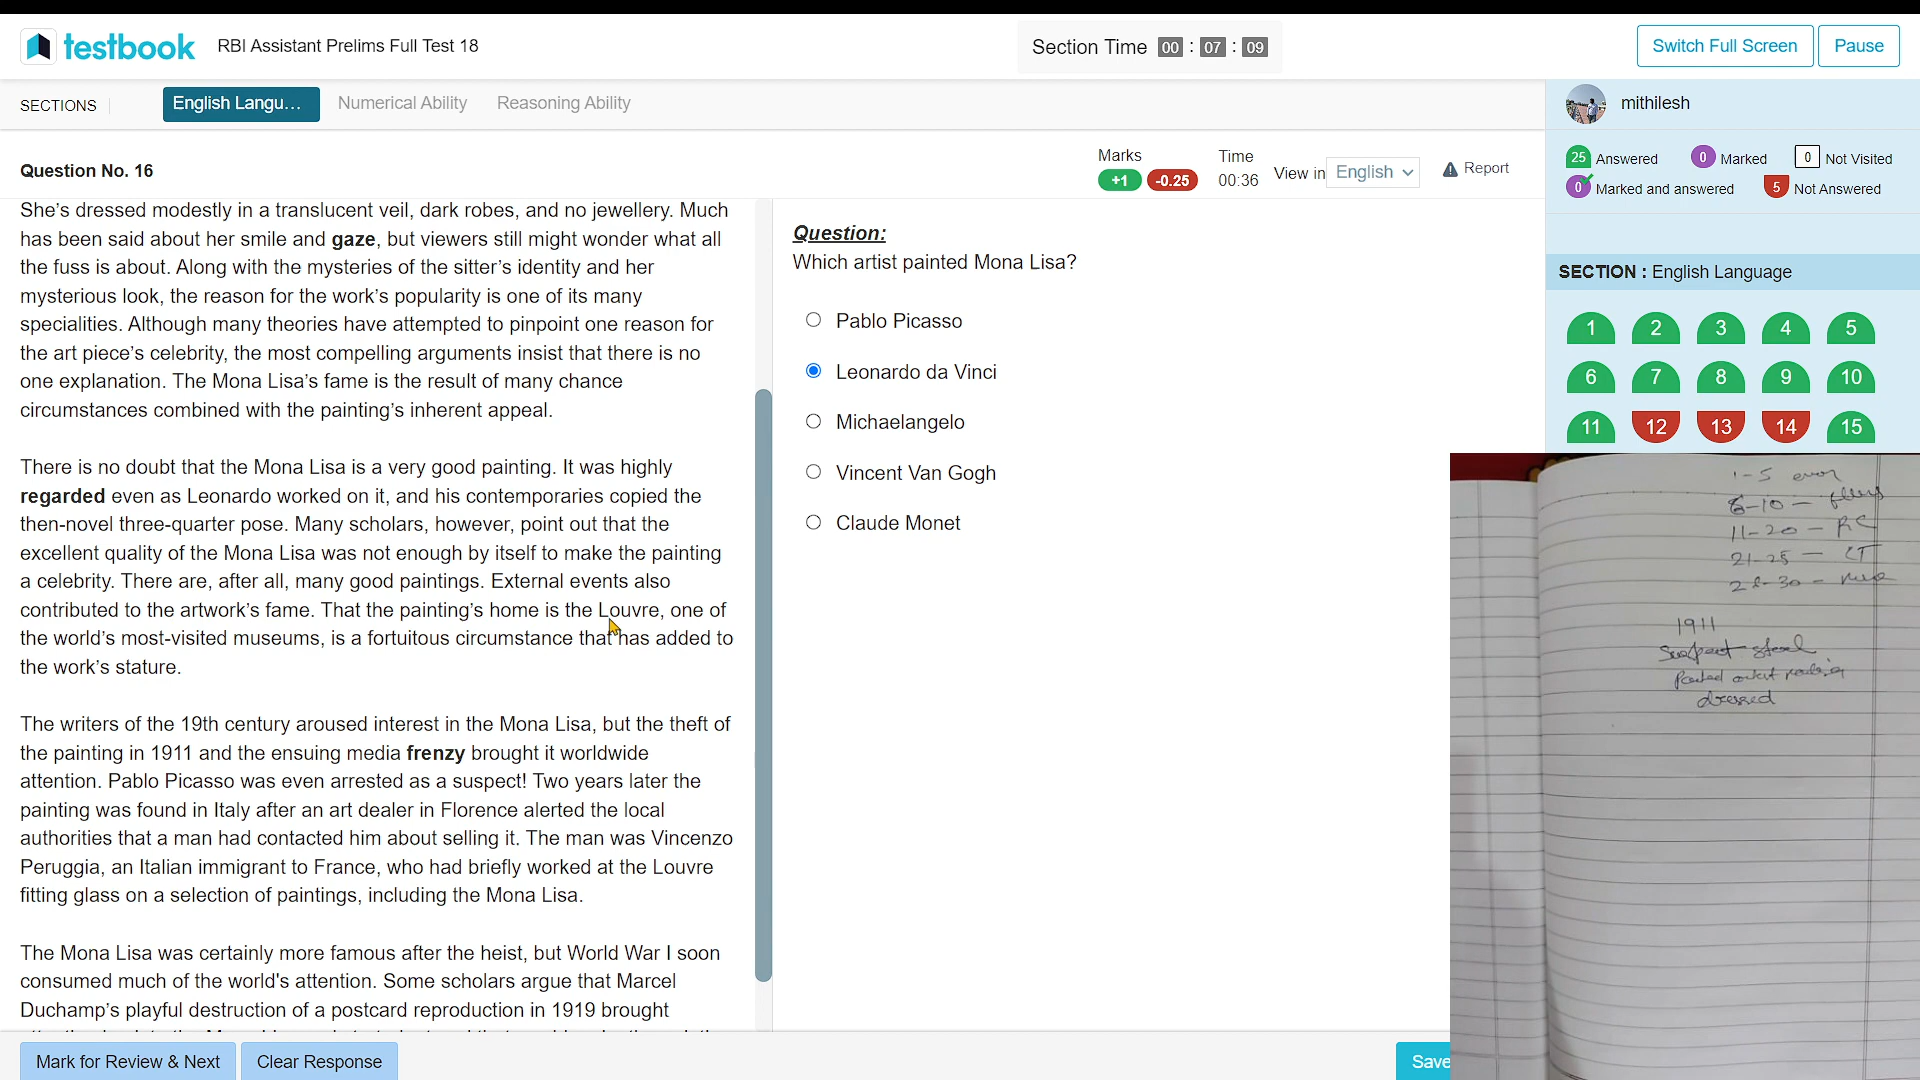 testbook
RBI Assistant Prelims Full Test 18
Section Time 00 : 07 : 09
Switch Full Screen
Pause
SECTIONS
English Langu...
Numerical Ability
Reasoning Ability
mithilesh
Question No. 16
Marks
+1 -0.25
Time
00:36
View in English
Report
25 Answered
0 Marked
0 Not Visited
0 Marked and answered
5 Not Answered
She's dressed modestly in a translucent veil, dark robes, and no jewellery. Much
has been said about her smile and gaze, but viewers still might wonder what all
the fuss is about. Along with the mysteries of the sitter's identity and her
mysterious look, the reason for the work's popularity is one of its many
specialities. Although many theories have attempted to pinpoint one reason for
the art piece's celebrity, the most compelling arguments insist that there is no
one explanation. The Mona Lisa's fame is the result of many chance
circumstances combined with the painting's inherent appeal.
There is no doubt that the Mona Lisa is a very good painting. It was highly
regarded even as Leonardo worked on it, and his contemporaries copied the
then-novel three-quarter pose. Many scholars, however, point out that the
excellent quality of the Mona Lisa was not enough by itself to make the painting
a celebrity. There are, after all, many good paintings. External events also
contributed to the artwork's fame. That the painting's home is the Louvre, one of
the world's most-visited museums, is a fortuitous circumstance that has added to
the work's stature.
The writers of the 19th century aroused interest in the Mona Lisa, but the theft of
the painting in 1911 and the ensuing media frenzy brought it worldwide
attention. Pablo Picasso was even arrested as a suspect! Two years later the
painting was found in Italy after an art dealer in Florence alerted the local
authorities that a man had contacted him about selling it. The man was Vincenzo
Peruggia, an Italian immigrant to France, who had briefly worked at the Louvre
fitting glass on a selection of paintings, including the Mona Lisa.
The Mona Lisa was certainly more famous after the heist, but World War I soon
consumed much of the world's attention. Some scholars argue that Marcel
Duchamp's playful destruction of a postcard reproduction in 1919 brought
Question:
Which artist painted Mona Lisa?
Pablo Picasso
Leonardo da Vinci
Michaelangelo
Vincent Van Gogh
Claude Monet
SECTION : English Language
1 2 3 4 5
6 7 8 9 10
11 12 13 14 15
1-5
6-10 –
11-20 – RC
21-25 – CT
1911
dressed
Mark for Review & Next
Clear Response
Save